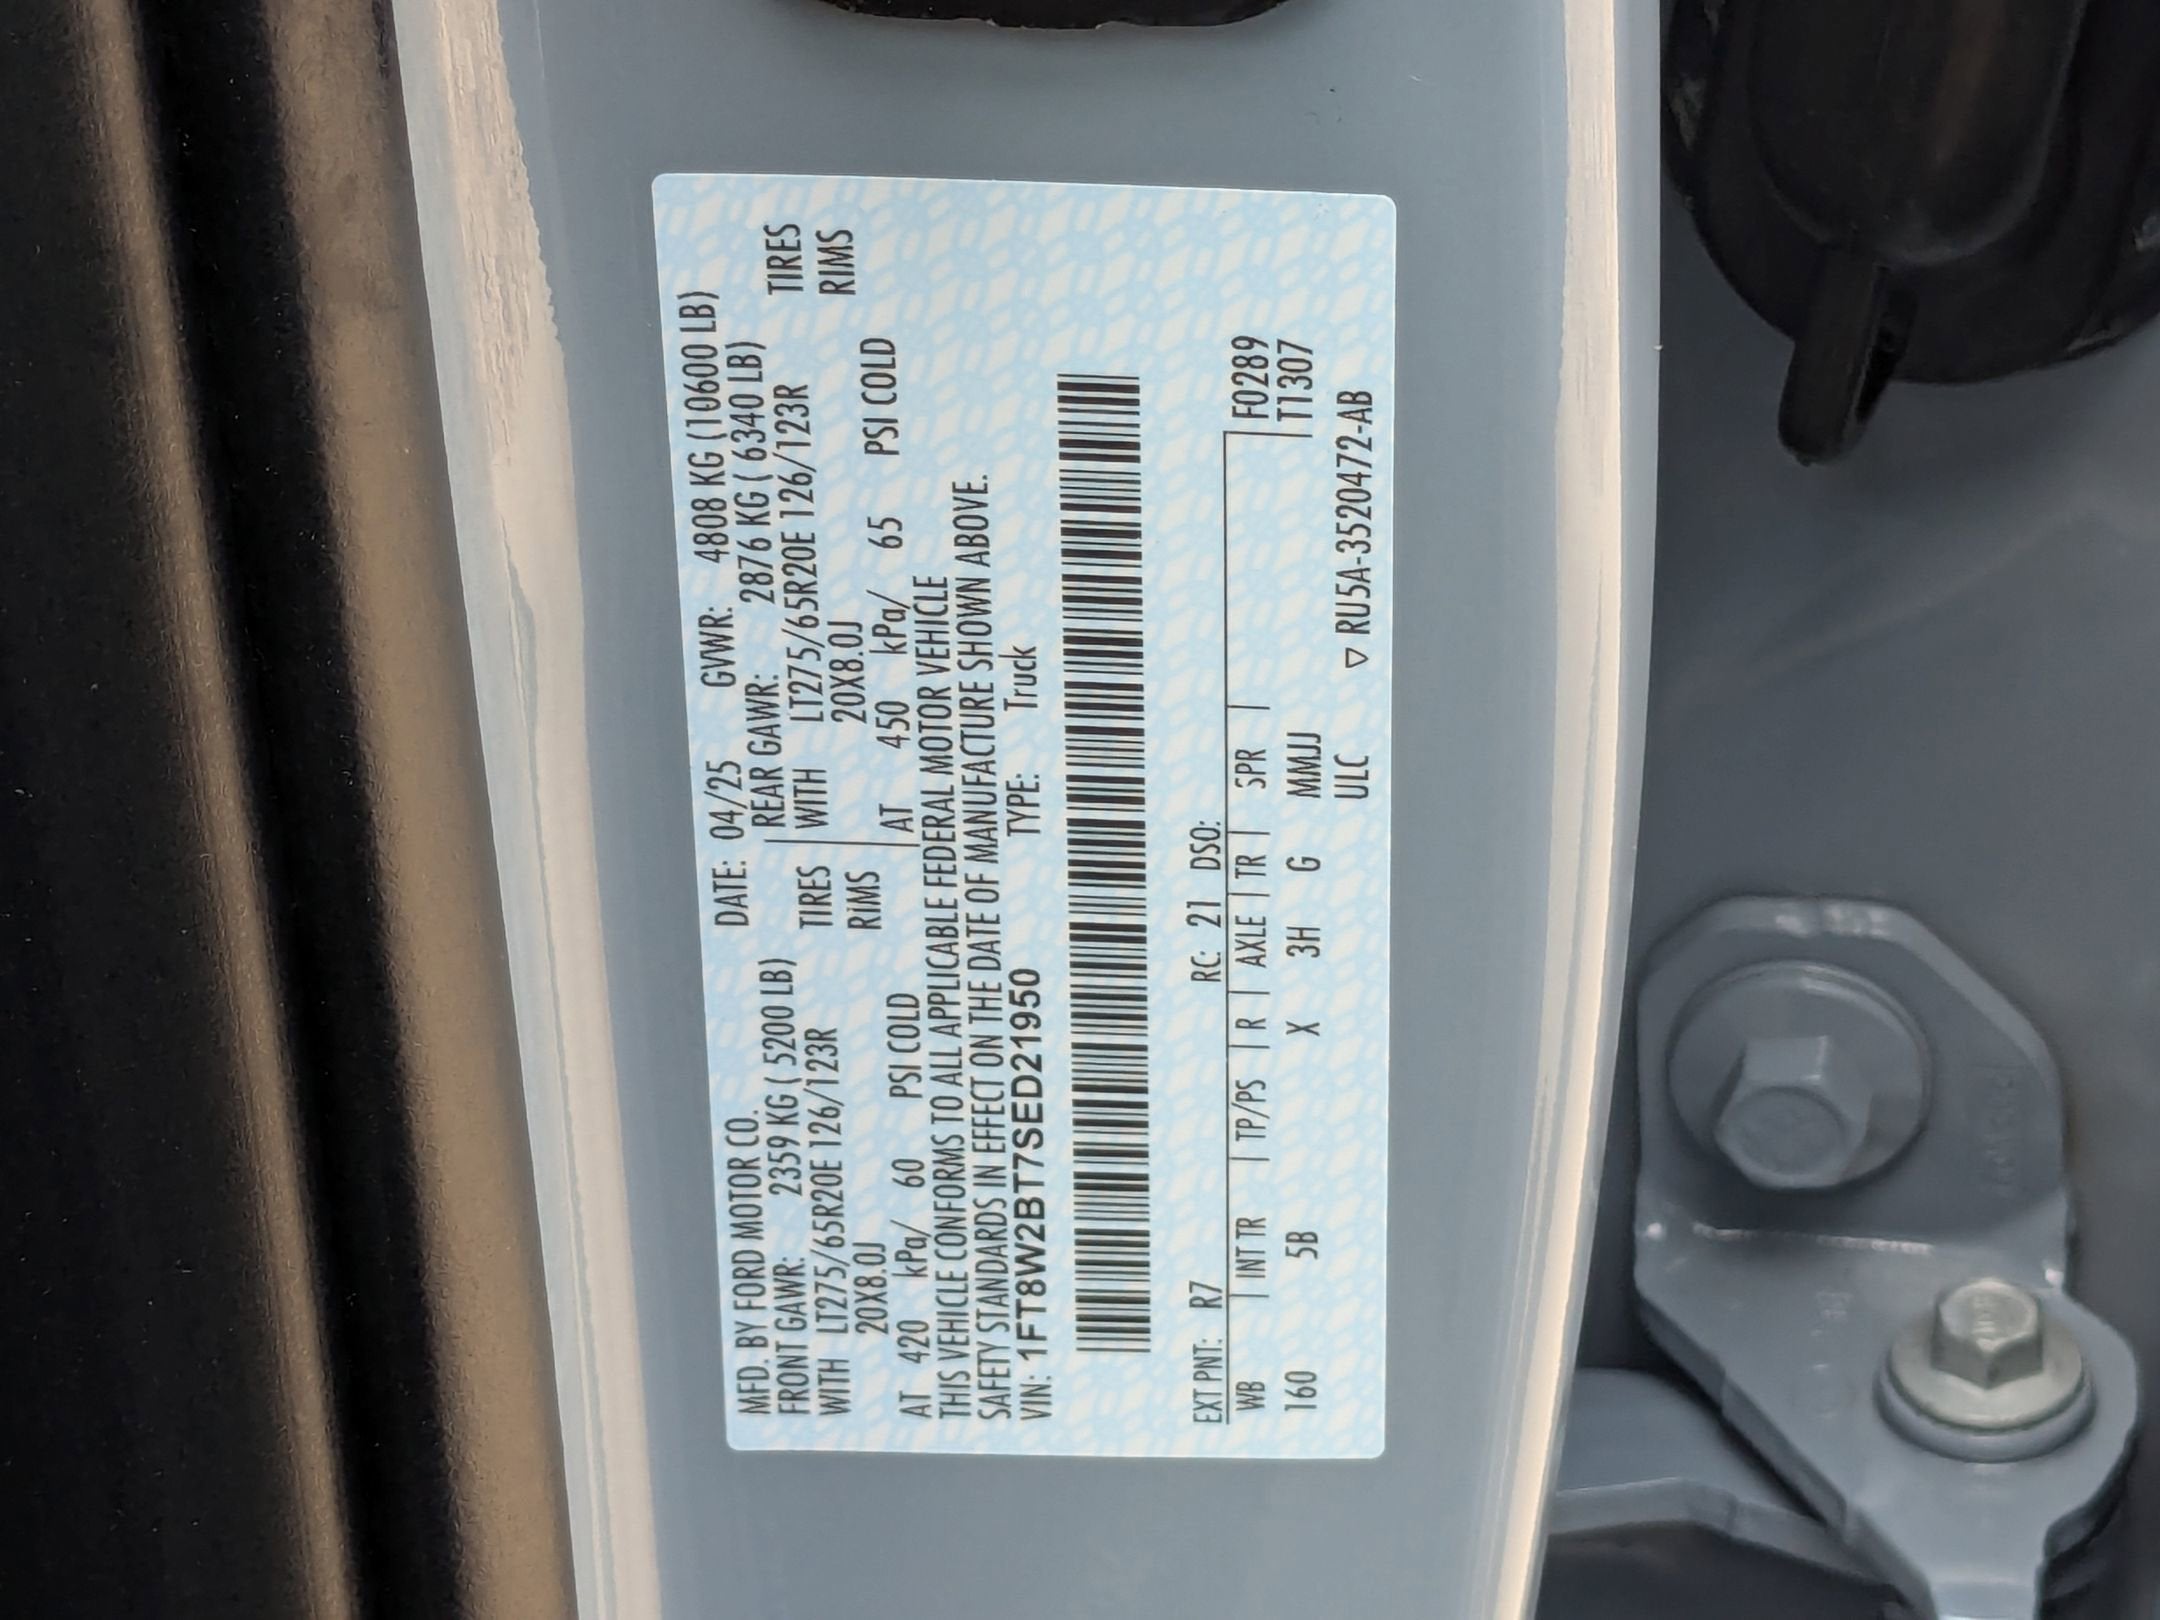 MFD. BY FORD MOTOR CO. DATE: 04/25 GVWR: 4808 KG (10600 LB)
FRONT GAWR: 2359 KG ( 5200 LB) REAR GAWR: 2876 KG ( 6340 LB)
WITH LT275/65R20E 126/123R TIRES WITH LT275/65R20E 126/123R TIRES
20X8.0J RIMS 20X8.0J RIMS
AT 420 kPa/ 60 PSI COLD AT 450 kPa/ 65 PSI COLD
THIS VEHICLE CONFORMS TO ALL APPLICABLE FEDERAL MOTOR VEHICLE
SAFETY STANDARDS IN EFFECT ON THE DATE OF MANUFACTURE SHOWN ABOVE.
VIN: 1FT8W2BT7SED21950 TYPE: Truck
EXT PNT: R7 RC: 21 DSO:
WB | INT TR | TP/PS | R | AXLE | TR | SPR | F0289
160 5B X 3H G MMJJ T1307
ULC ▽ RU5A-3520472-AB